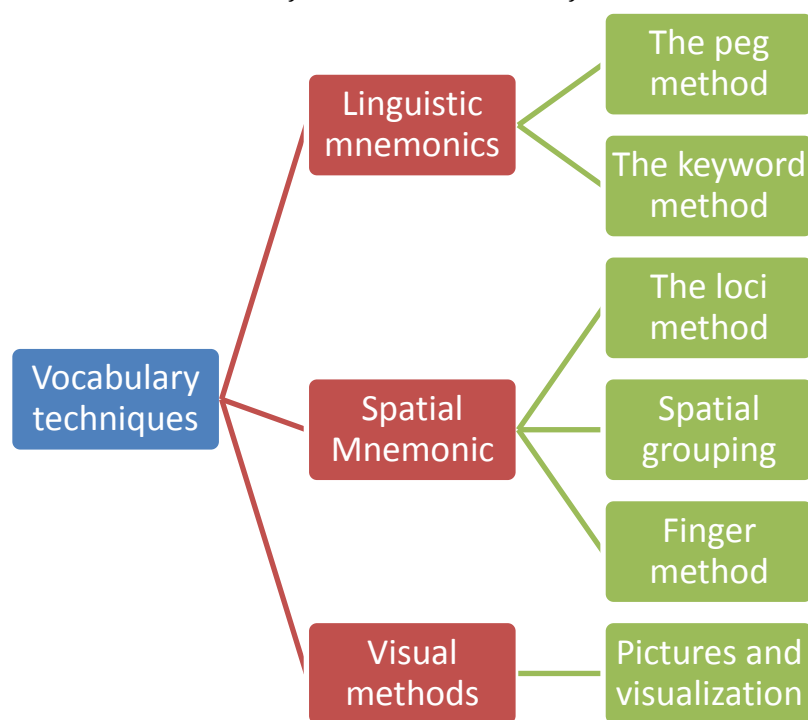 The peg
method
Linguistic
mnemonics
The keyword
method
The loci
method
Vocabulary
techniques
Spatial
Mnemonic
Spatial
grouping
Finger
method
Visual
methods
Pictures and
visualization